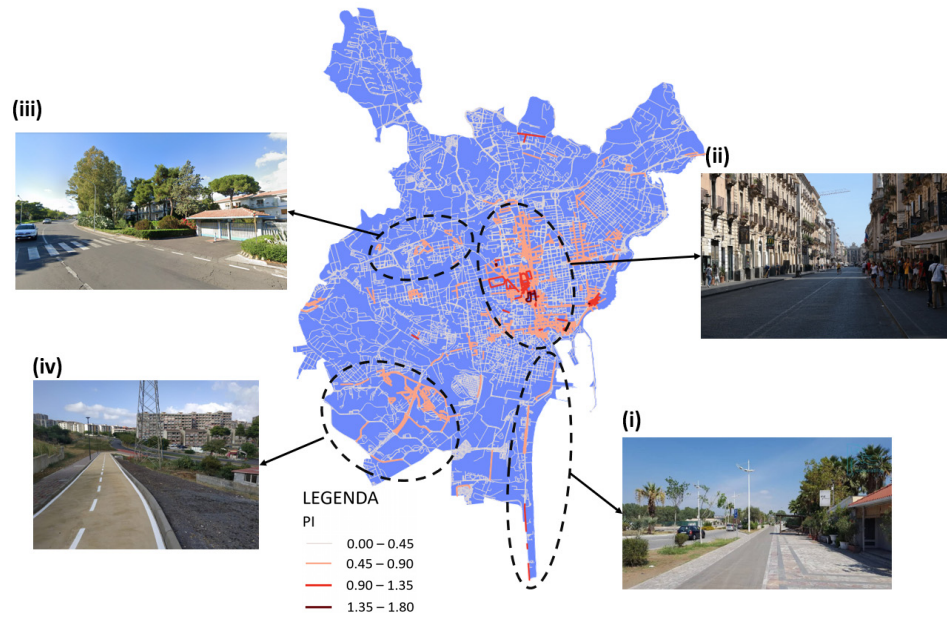 (iii)
(ii)
(iv)
(i)
LEGENDA
PI
0.00 – 0.45
0.45 – 0.90
0.90 – 1.35
1.35 – 1.80